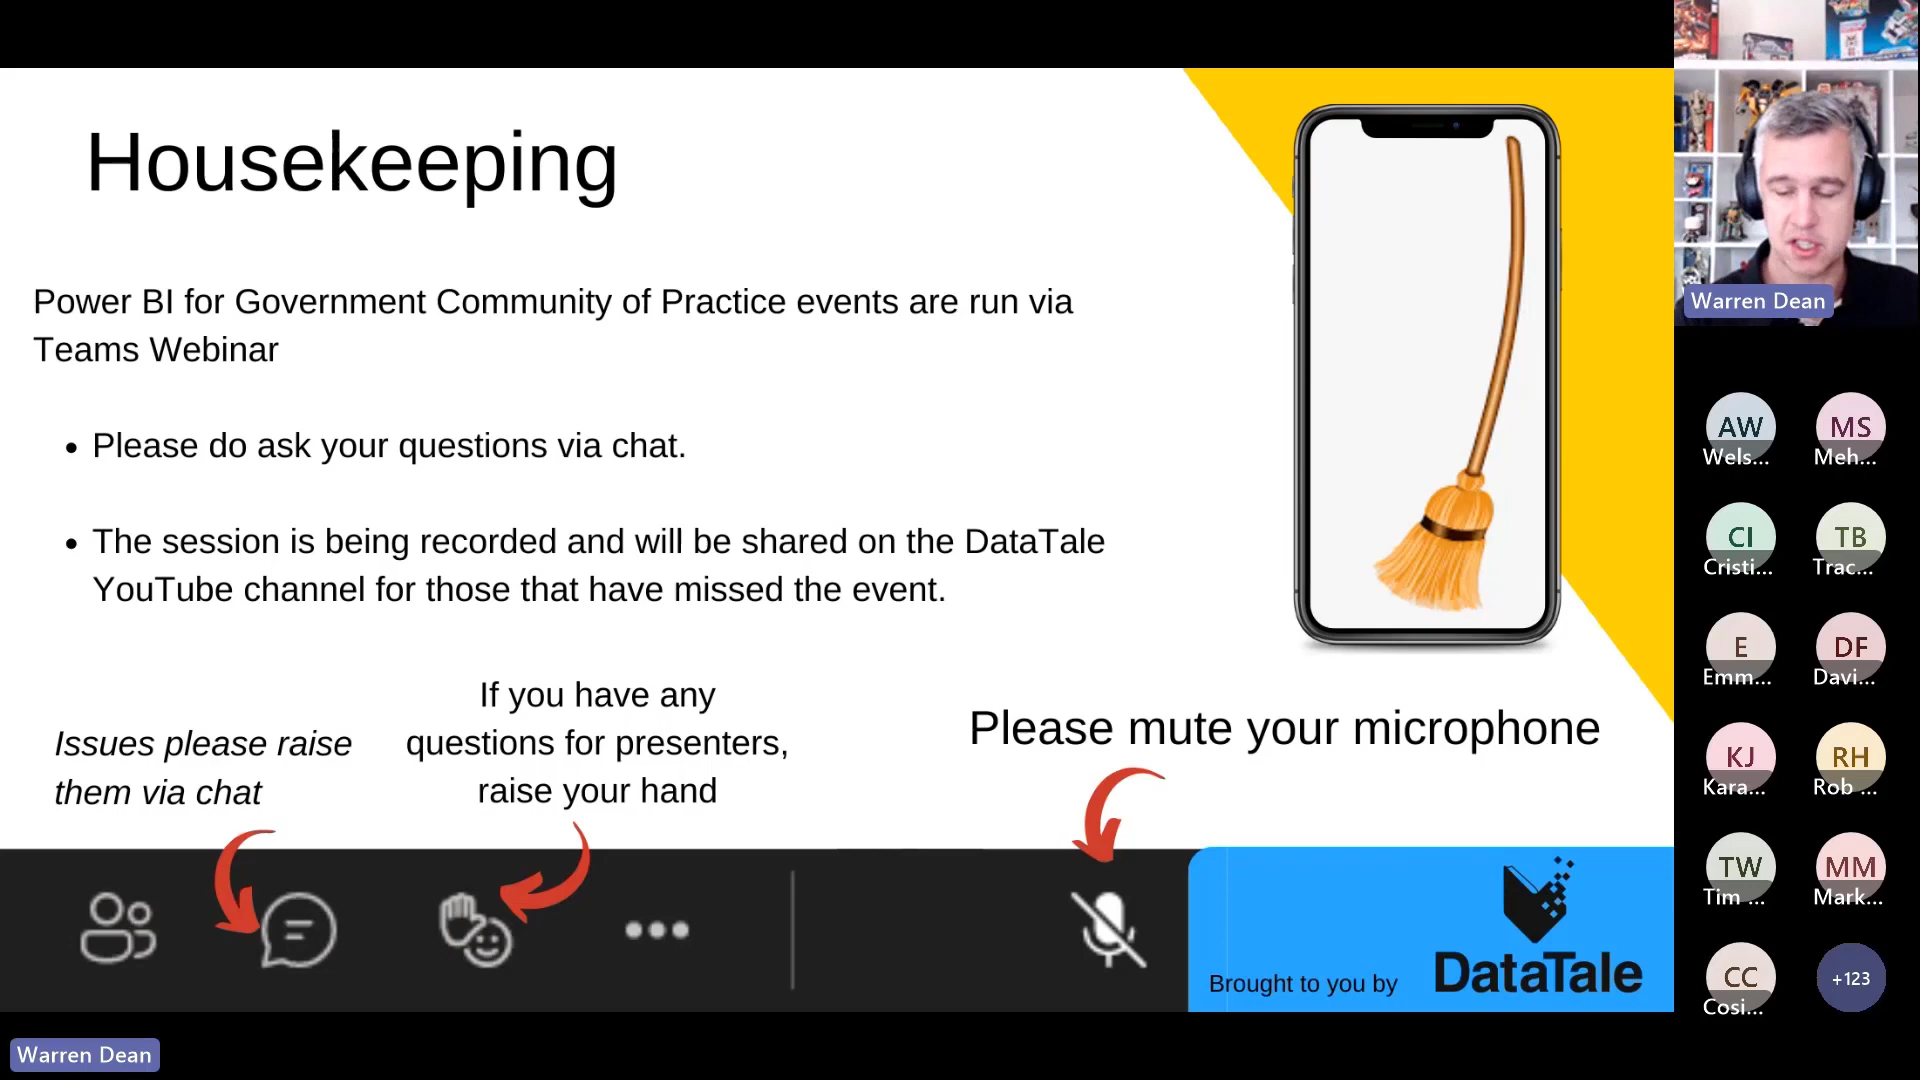 Housekeeping
Power BI for Government Community of Practice events are run via
Teams Webinar
• Please do ask your questions via chat.
• The session is being recorded and will be shared on the DataTale
YouTube channel for those that have missed the event.
Issues please raise
them via chat
If you have any
questions for presenters,
raise your hand
Please mute your microphone
Brought to you by
DataTale
Warren Dean
Warren Dean
AW
Wels...
MS
Meh...
CI
Cristi...
TB
Trac...
E
Emm...
DF
Davi...
KJ
Kara...
RH
Rob ...
TW
Tim ...
MM
Mark...
CC
Cosi...
+123